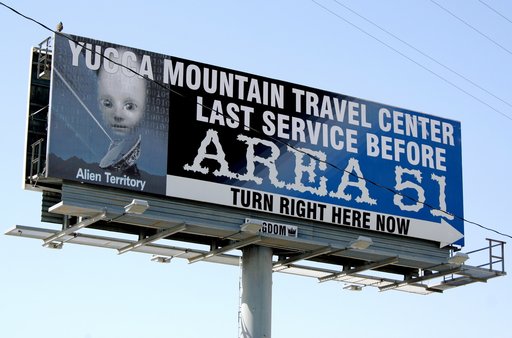 YUCCA MOUNTAIN TRAVEL CENTER
LAST SERVICE BEFORE
AREA 51
Alien Territory
TURN RIGHT HERE NOW